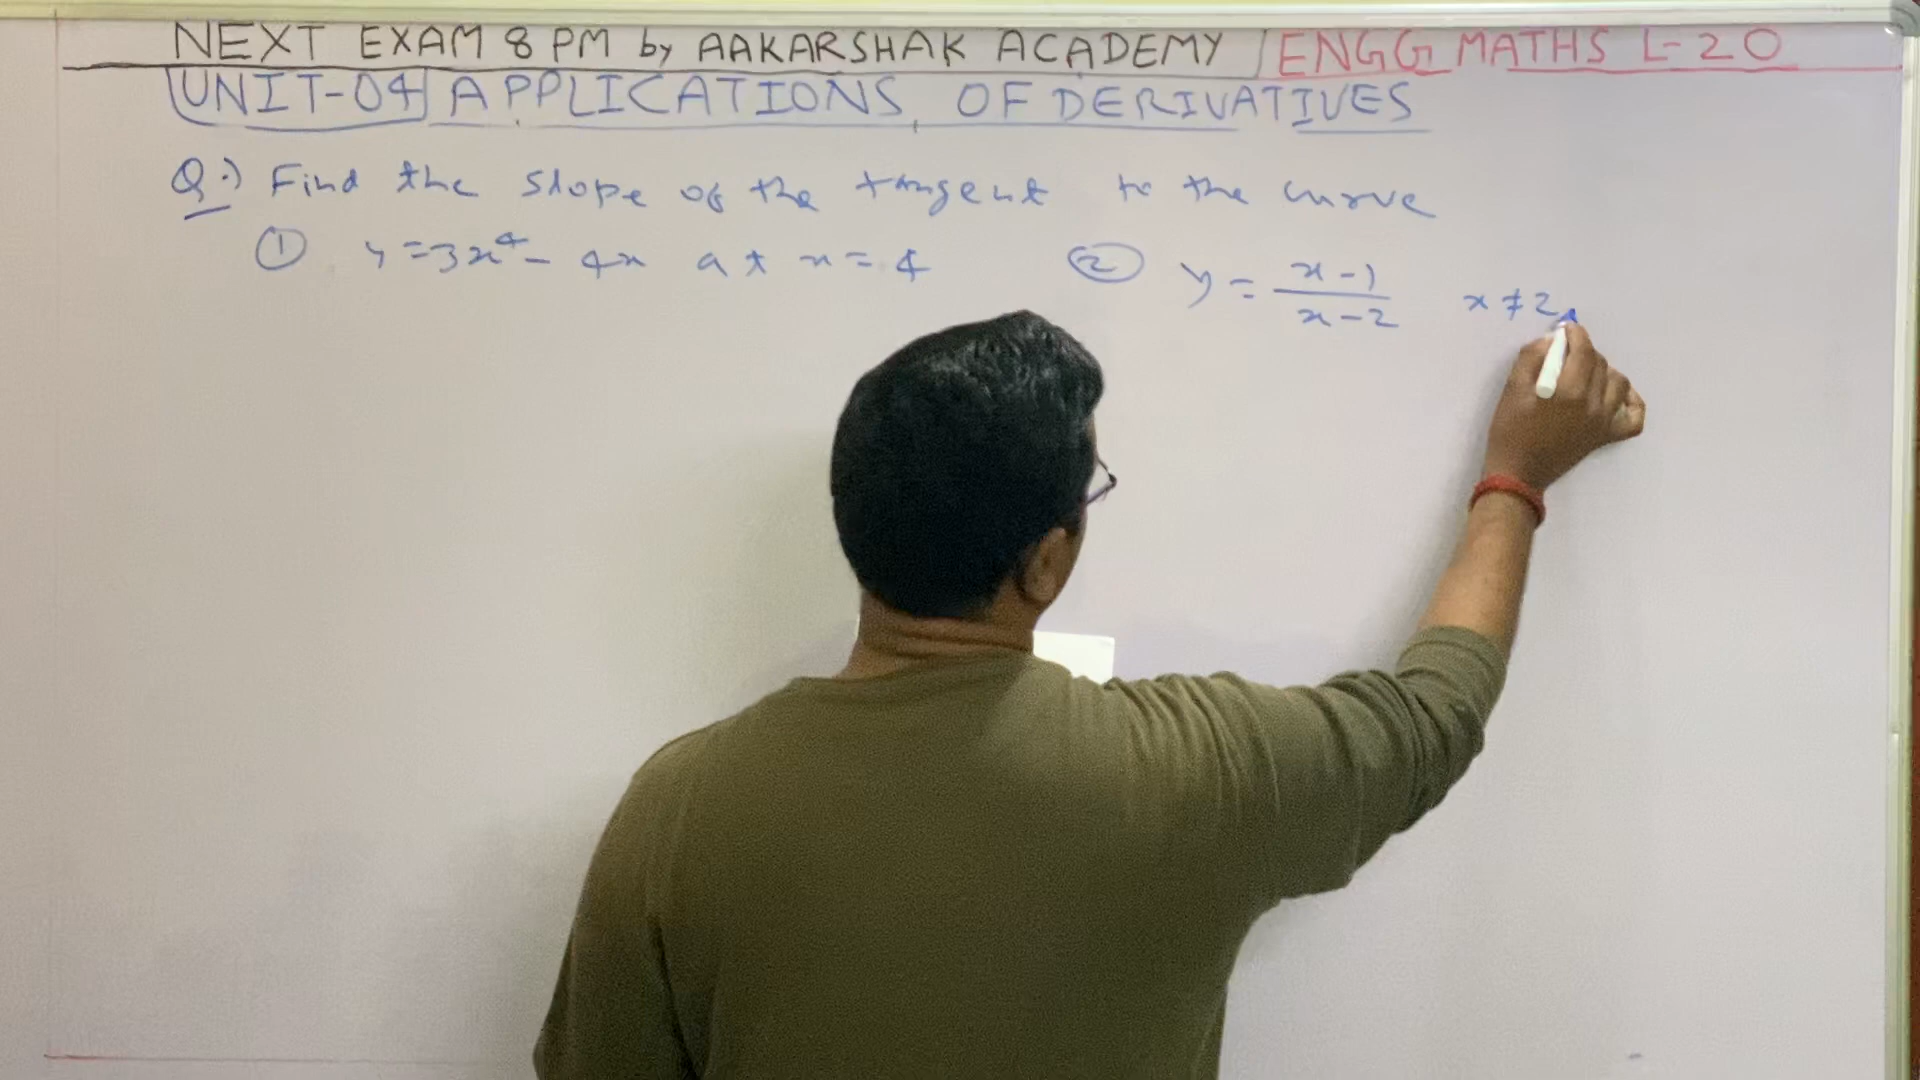 NEXT EXAM 8 PM by AAKARSHAK ACADEMY ENGG MATHS L-20
UNIT-04 APPLICATIONS OF DERIVATIVES
Q.) Find the slope of the tangent to the curve
① y = 3x⁴ - 4x at x = 4 ② y = (x-1)/(x-2) x ≠ 2,